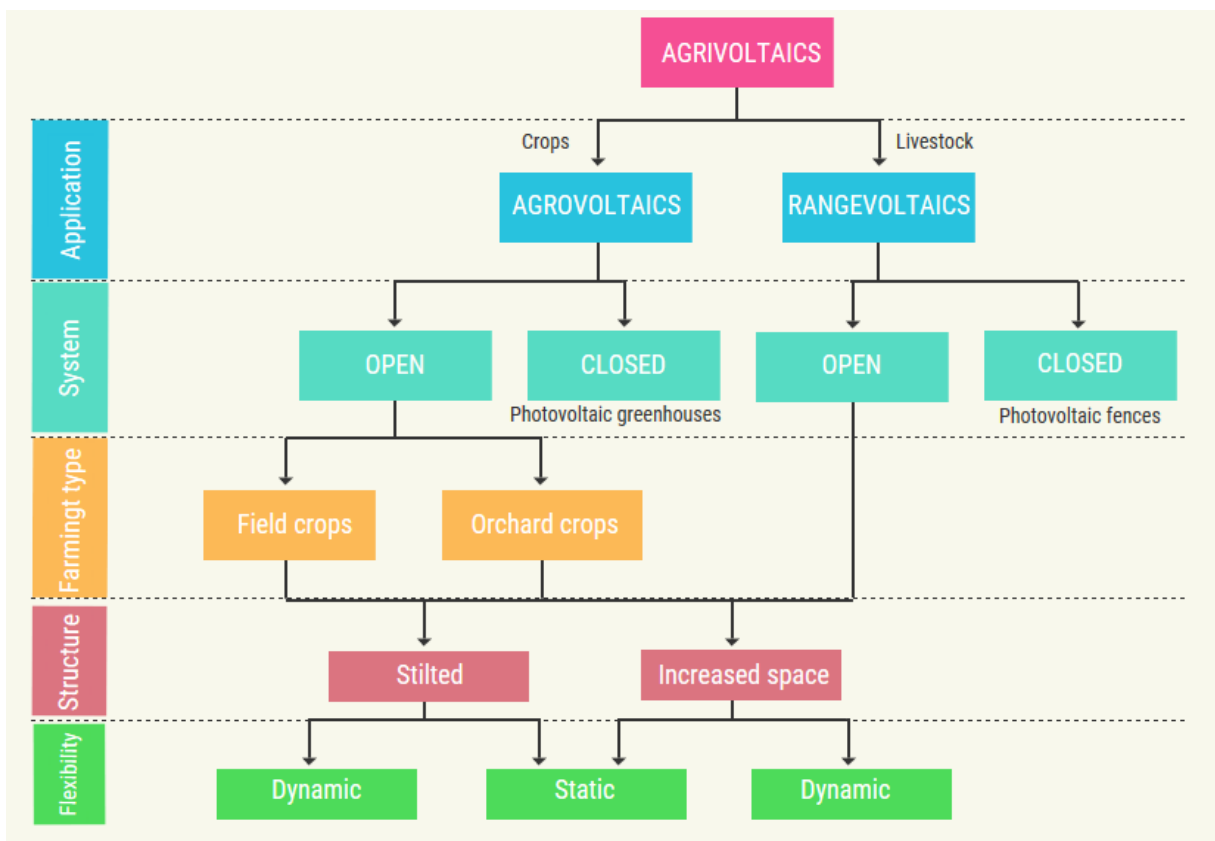 AGRIVOLTAICS
Crops
Livestock
Application
AGROVOLTAICS
RANGEVOLTAICS
System
OPEN
CLOSED
OPEN
CLOSED
Photovoltaic greenhouses
Photovoltaic fences
Farmingt type
Field crops
Orchard crops
Structure
Stilted
Increased space
Flexibility
Dynamic
Static
Dynamic